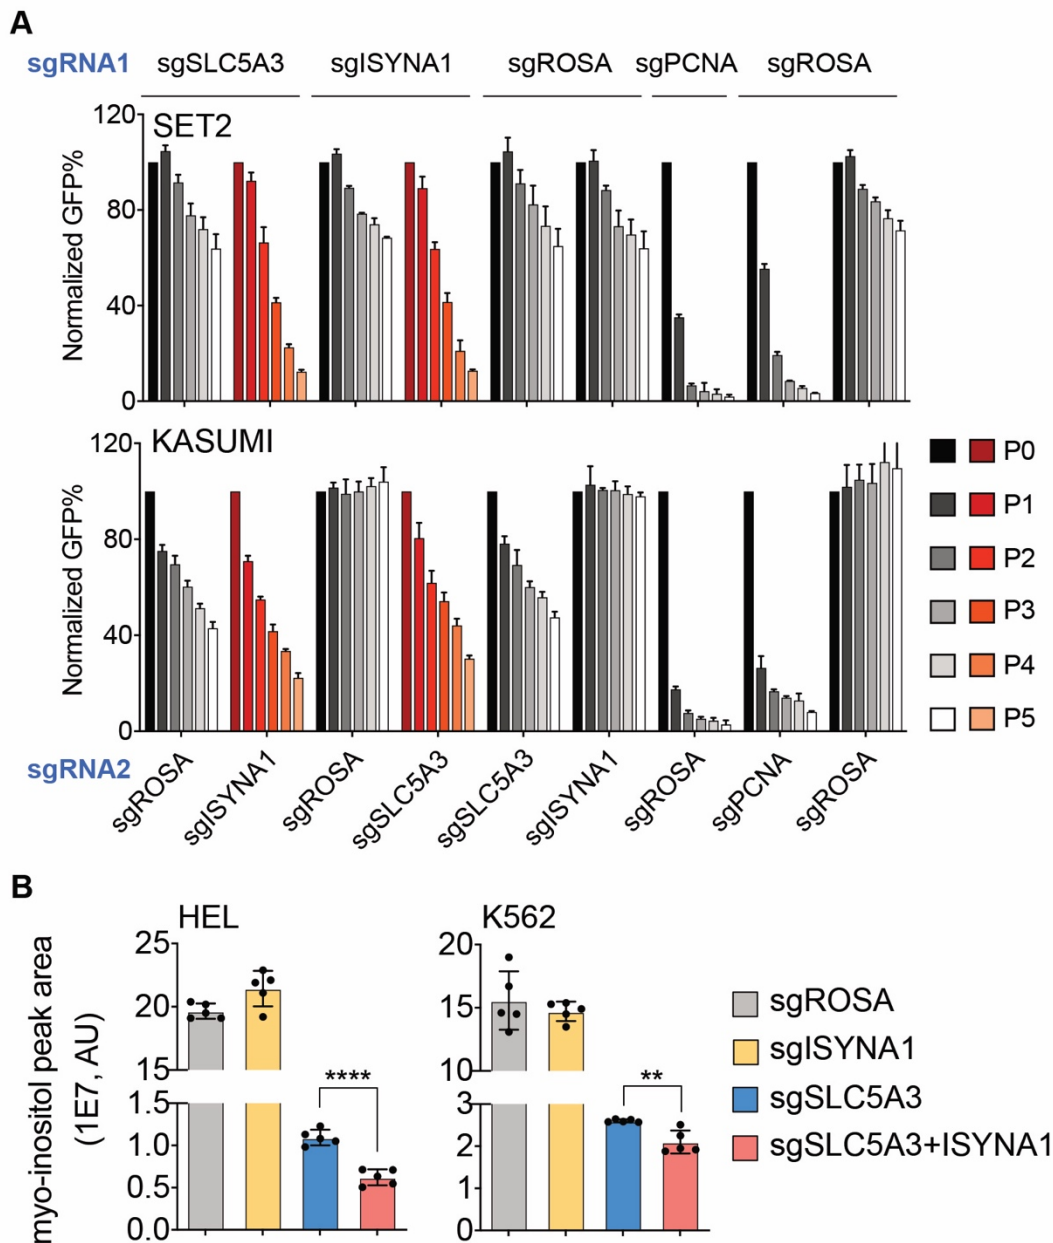 A
sgRNA1 sgSLC5A3 sgISYNA1 sgROSA sgPCNA sgROSA
SET2
Normalized GFP%
120
80
40
0
KASUMI
Normalized GFP%
120
80
40
0
P0
P1
P2
P3
P4
P5
sgRNA2 sgROSA sgISYNA1 sgROSA sgSLC5A3 sgSLC5A3 sgISYNA1 sgROSA sgPCNA sgROSA
B
HEL
myo-inositol peak area
(1E7, AU)
25
20
15
1.5
1.0
0.5
0.0
****
K562
20
15
10
3
2
1
0
**
sgROSA
sgISYNA1
sgSLC5A3
sgSLC5A3+ISYNA1